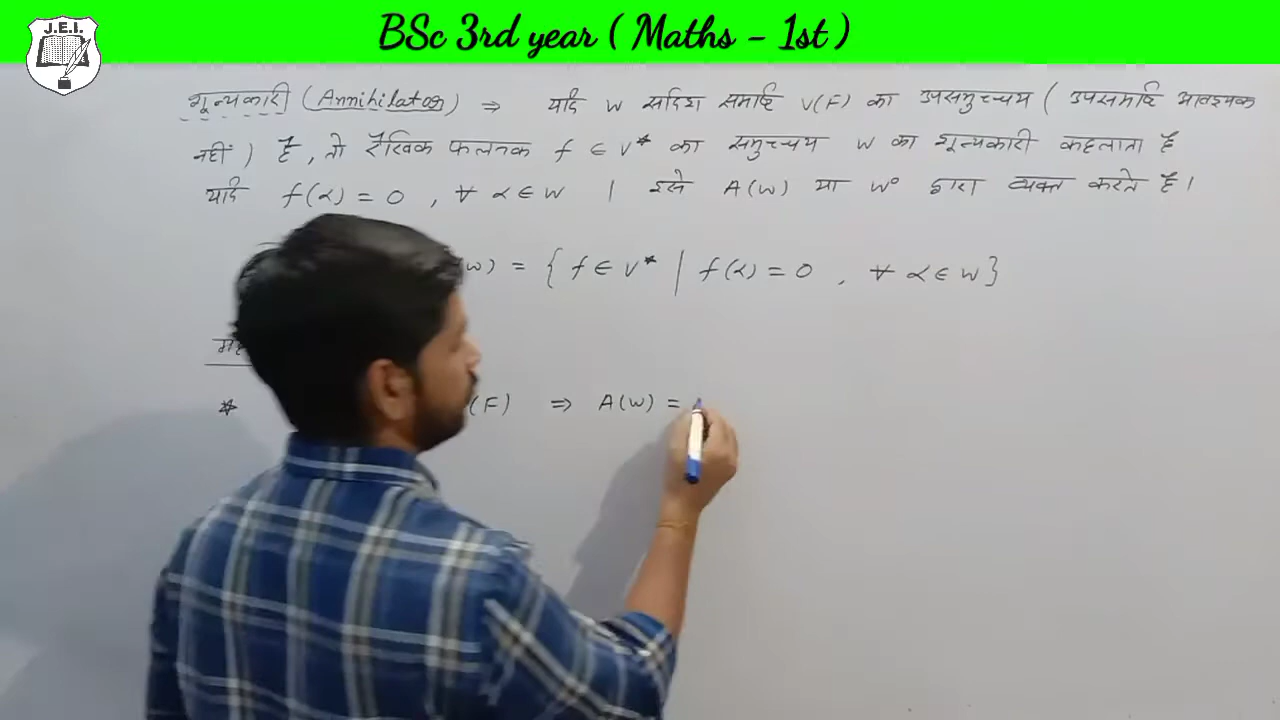 J.E.I.
BSc 3rd year ( Maths - 1st )
शून्यकारी (Annihilator) ⇒ यदि W सदिश समष्टि V(F) का उपसमुच्चय ( उपसमष्टि आवश्यक
नहीं ) है , तो रैखिक फलनक f ∈ V* का समुच्चय W का शून्यकारी कहलाता है
यदि f(α) = 0 , ∀ α ∈ W | इसे A(W) या W° द्वारा व्यक्त करते है।
(W) = { f ∈ V* | f(α) = 0 , ∀ α ∈ W }
* (F) ⇒ A(W) =